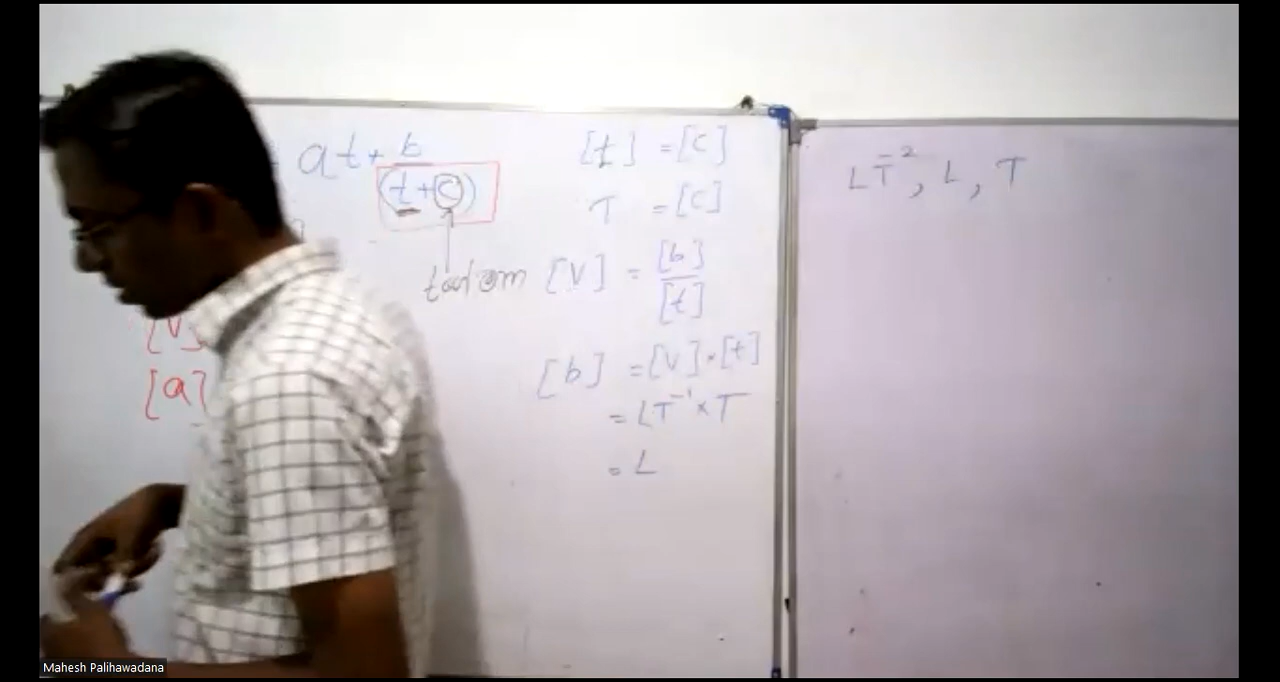 at + b
(t + c)
[V]
[a]
[t] = [c]
T = [c]
[V] = [b]
[t]
[b] = [V] × [t]
= LT⁻¹ × T
= L
LT⁻², L, T
Mahesh Palihawadana